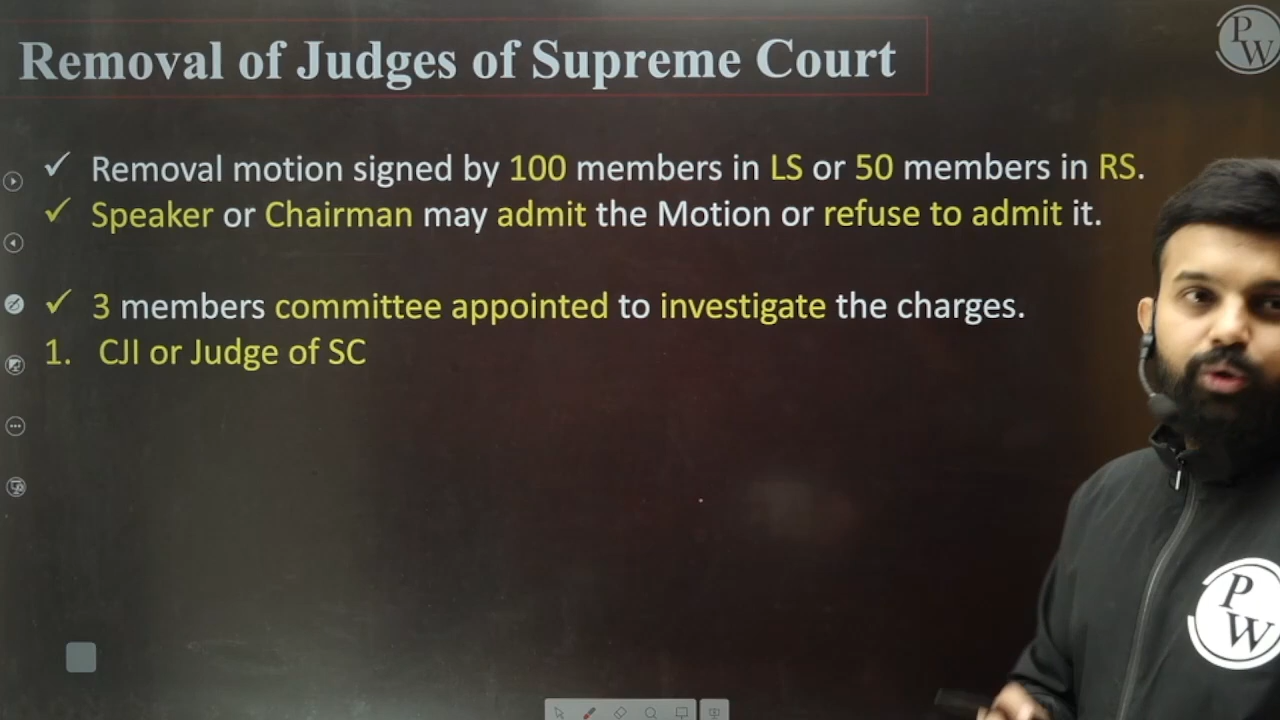 Removal of Judges of Supreme Court
PW
✓ Removal motion signed by 100 members in LS or 50 members in RS.
✓ Speaker or Chairman may admit the Motion or refuse to admit it.
✓ 3 members committee appointed to investigate the charges.
1. CJI or Judge of SC
PW